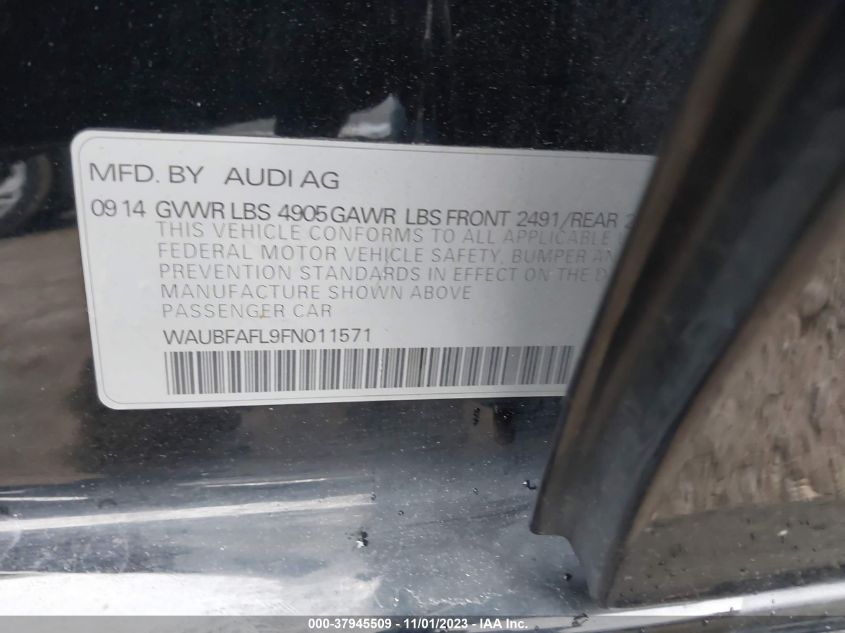 MFD. BY AUDI AG
09 14 GVWR LBS 4905 GAWR LBS FRONT 2491/REAR
THIS VEHICLE CONFORMS TO ALL APPLICABLE
FEDERAL MOTOR VEHICLE SAFETY, BUMPER
PREVENTION STANDARDS IN EFFECT ON THE
MANUFACTURE SHOWN ABOVE
PASSENGER CAR
WAUBFAFL9FN011571
000-37945509 - 11/01/2023 - IAA Inc.